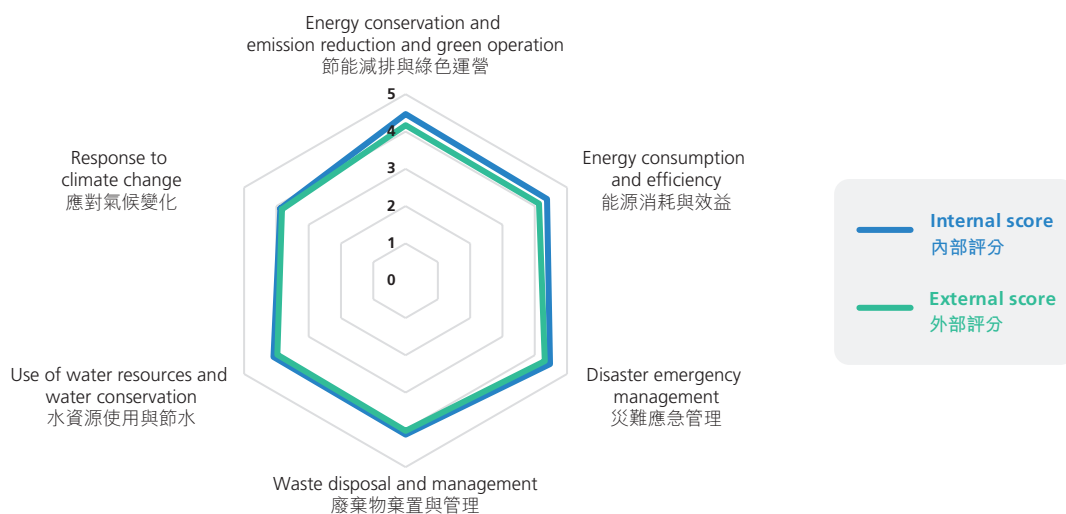 Energy conservation and
emission reduction and green operation
節能減排與綠色運營
5
4
3
2
1
0
Response to
climate change
應對氣候變化
Energy consumption
and efficiency
能源消耗與效益
Internal score
內部評分
External score
外部評分
Use of water resources and
water conservation
水資源使用與節水
Disaster emergency
management
災難應急管理
Waste disposal and management
廢棄物棄置與管理